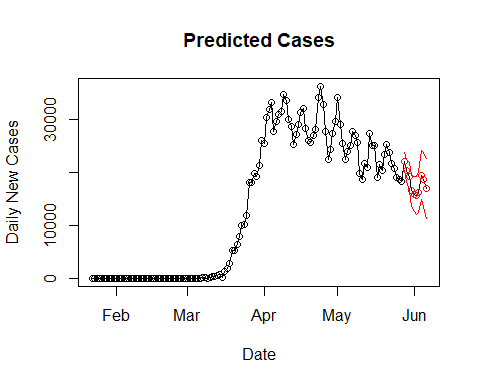 Predicted Cases
Daily New Cases
30000
10000
0
Feb Mar Apr May Jun
Date